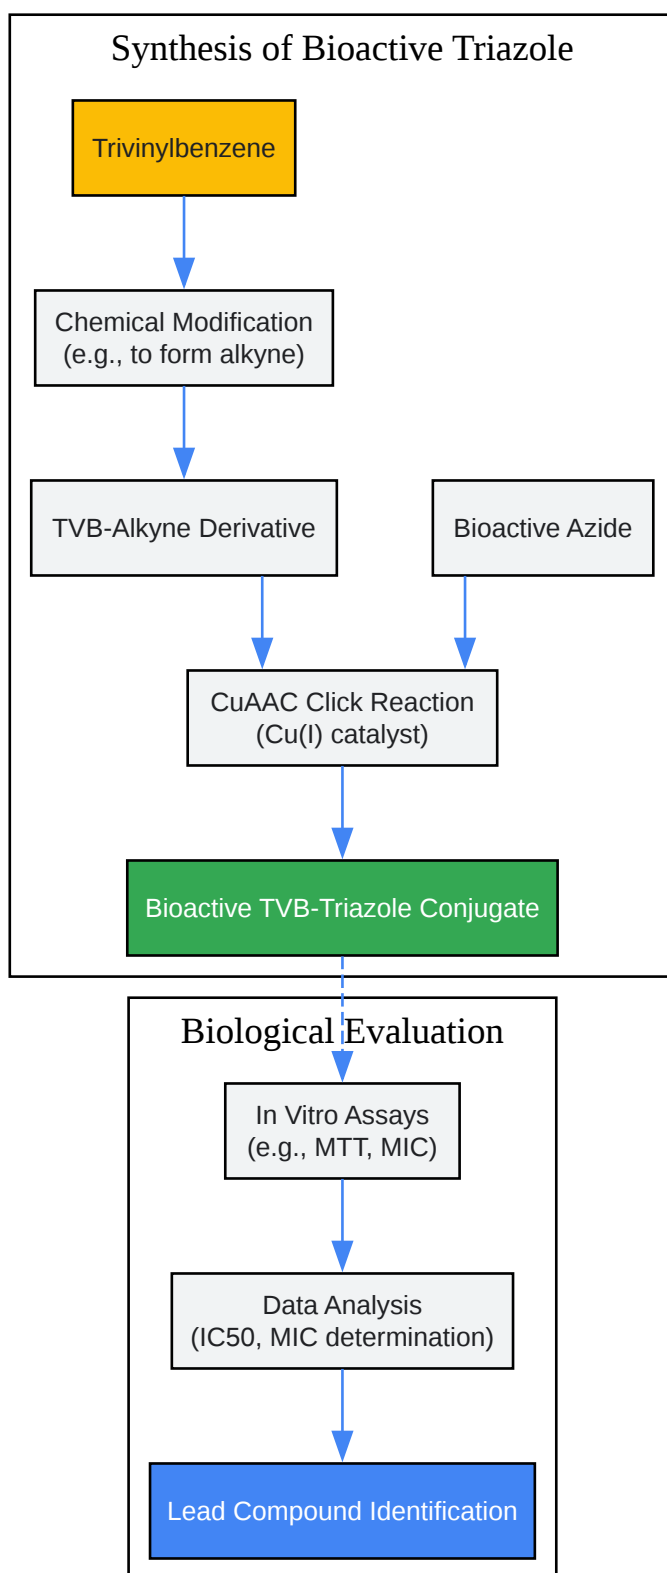 Synthesis of Bioactive Triazole
Trivinylbenzene
Chemical Modification
(e.g., to form alkyne)
TVB-Alkyne Derivative
Bioactive Azide
CuAAC Click Reaction
(Cu(I) catalyst)
Bioactive TVB-Triazole Conjugate
Biological Evaluation
In Vitro Assays
(e.g., MTT, MIC)
Data Analysis
(IC50, MIC determination)
Lead Compound Identification